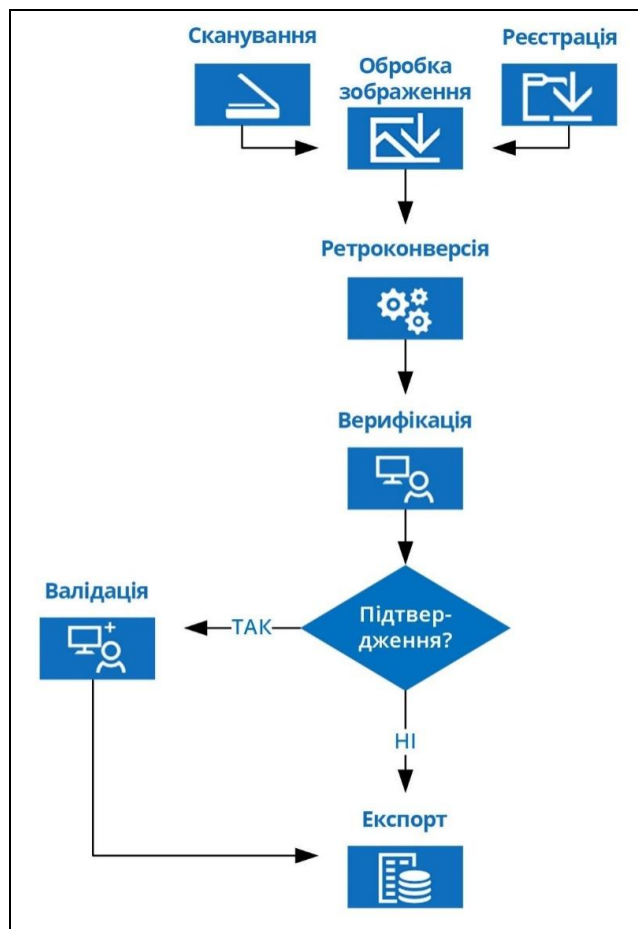 Сканування
Реєстрація
Обробка
зображення
Ретроконверсія
Верифікація
Валідація
Підтвер-
дження?
ТАК
НІ
Експорт